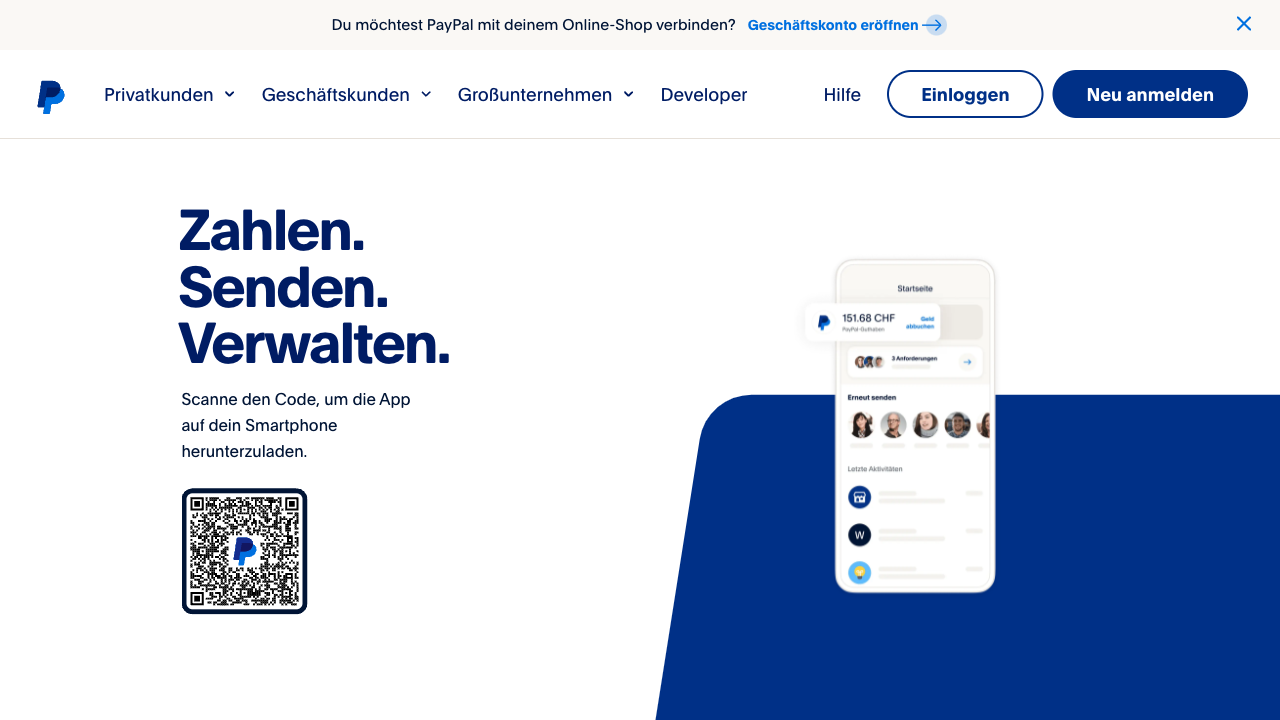 Du möchtest PayPal mit deinem Online-Shop verbinden? Geschäftskonto eröffnen
Privatkunden Geschäftskunden Großunternehmen Developer Hilfe Einloggen Neu anmelden
Zahlen.
Senden.
Verwalten.
Scanne den Code, um die App
auf dein Smartphone
herunterzuladen.
Startseite
151.68 CHF
PayPal-Guthaben
Geld
abbuchen
3 Anforderungen
Erneut senden
Letzte Aktivitäten
W